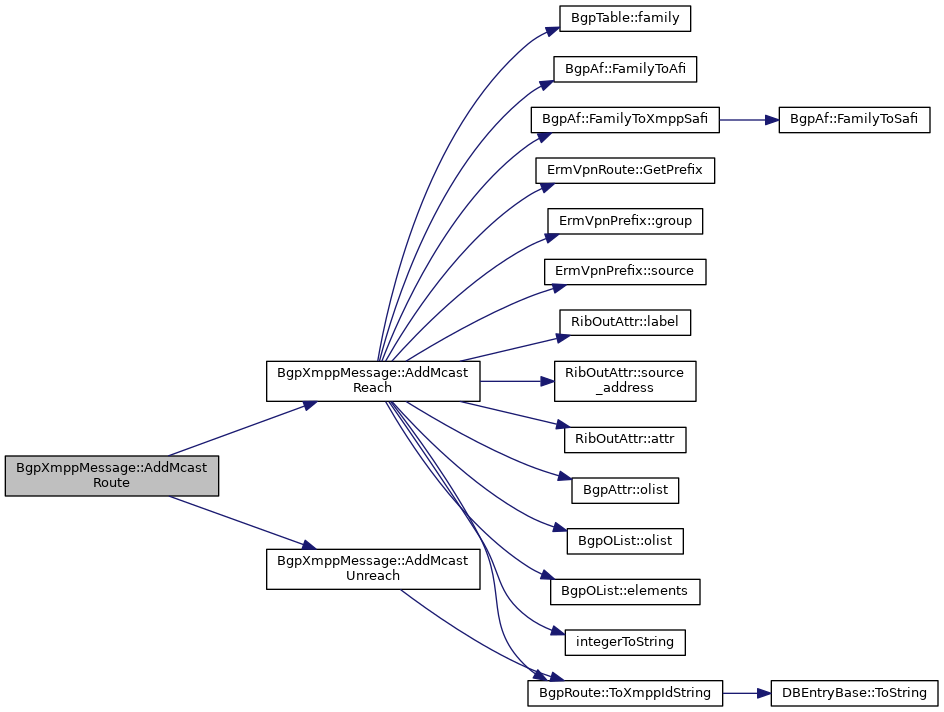 BgpTable::family
BgpAf::FamilyToAfi
BgpAf::FamilyToXmppSafi
BgpAf::FamilyToSafi
ErmVpnRoute::GetPrefix
ErmVpnPrefix::group
ErmVpnPrefix::source
RibOutAttr::label
BgpXmppMessage::AddMcast
Reach
RibOutAttr::source
_address
RibOutAttr::attr
BgpXmppMessage::AddMcast
Route
BgpAttr::olist
BgpOList::olist
BgpXmppMessage::AddMcast
Unreach
BgpOList::elements
integerToString
BgpRoute::ToXmppIdString
DBEntryBase::ToString